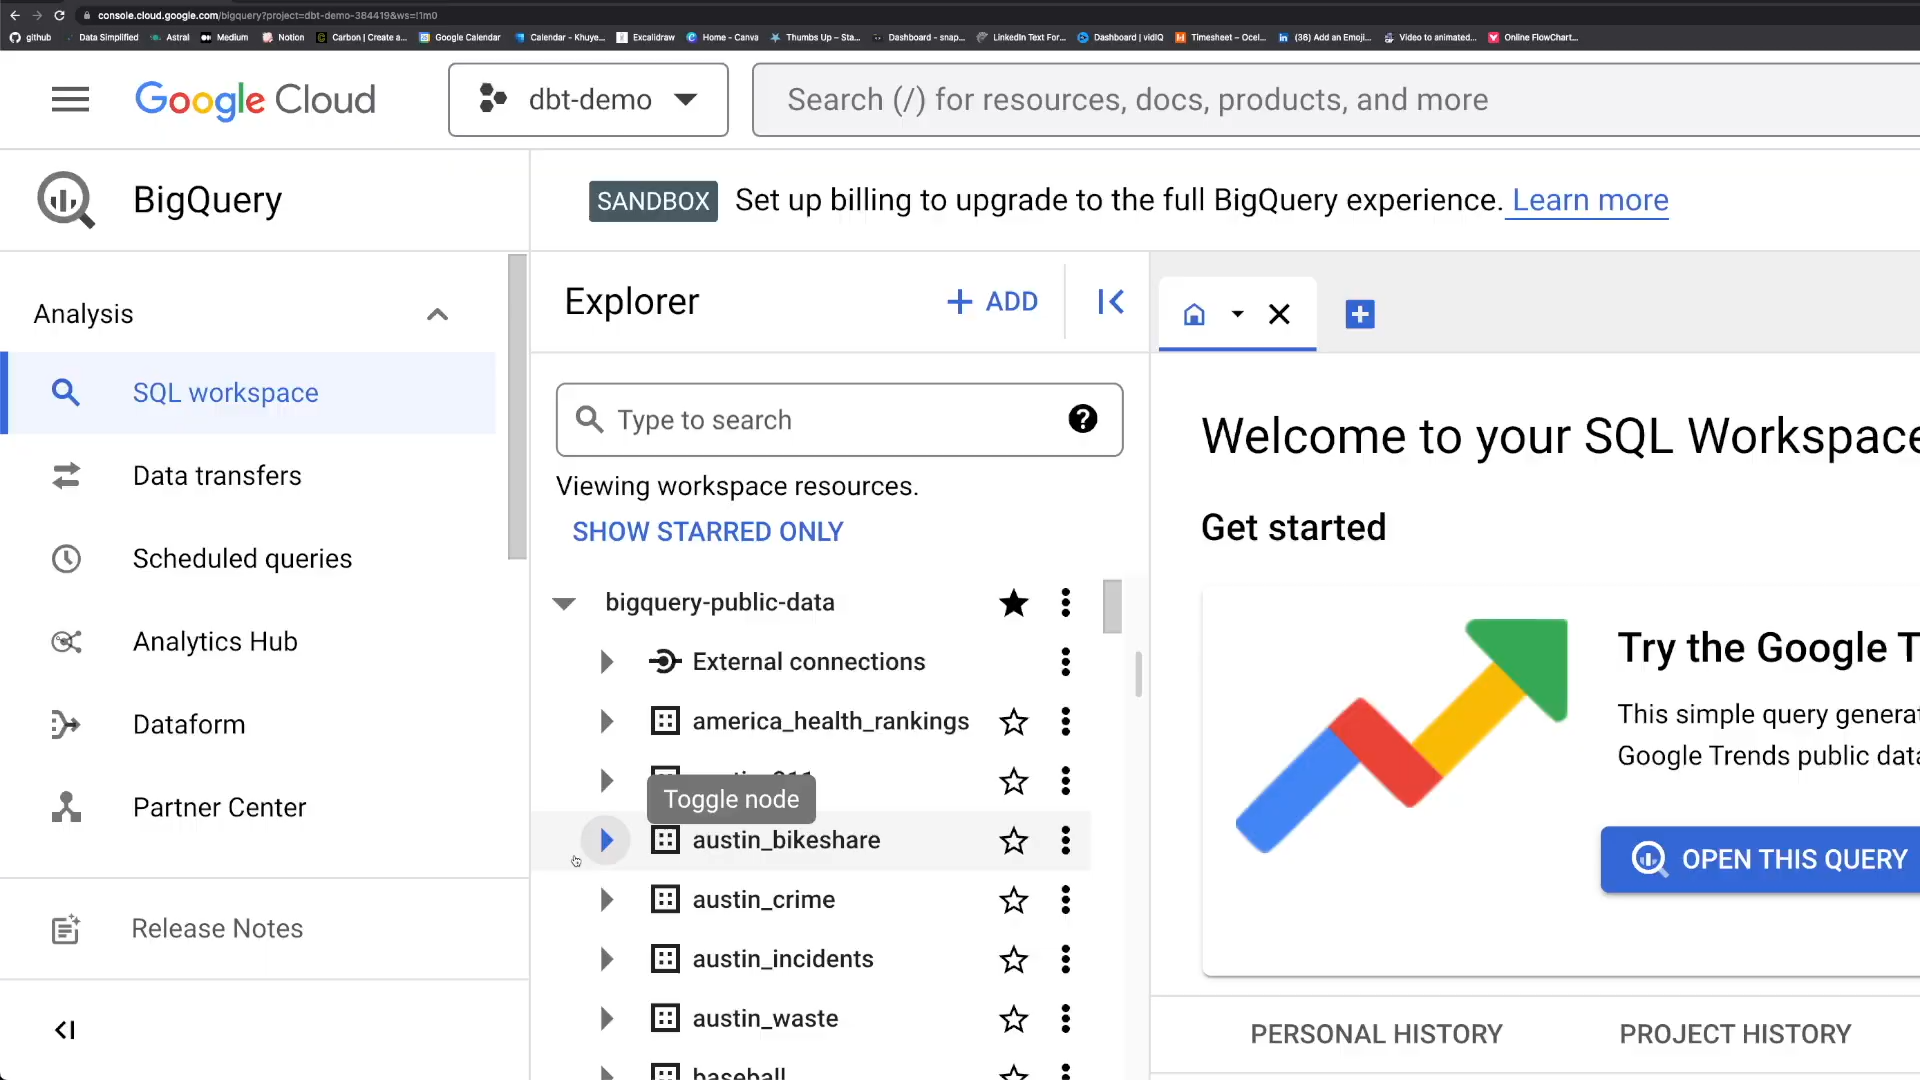 console.cloud.google.com/bigquery?project=dbt-demo-384419&ws=!1m0
github
Data Simplified
Astral
Medium
Notion
Carbon | Create a...
Google Calendar
Calendar - Khuye...
Excalidraw
Home - Canva
Thumbs Up – Sta...
Dashboard - snap...
LinkedIn Text For...
Dashboard | vidIQ
Timesheet – Ocel...
(36) Add an Emoji...
Video to animated...
Online FlowChart...
Google Cloud
dbt-demo
Search (/) for resources, docs, products, and more
BigQuery
SANDBOX Set up billing to upgrade to the full BigQuery experience. Learn more
Analysis
SQL workspace
Data transfers
Scheduled queries
Analytics Hub
Dataform
Partner Center
Release Notes
Explorer
+ ADD
Type to search
Viewing workspace resources.
SHOW STARRED ONLY
bigquery-public-data
External connections
america_health_rankings
Toggle node
austin_bikeshare
austin_crime
austin_incidents
austin_waste
baseball
Welcome to your SQL Workspace
Get started
Try the Google T
This simple query generat
Google Trends public data
OPEN THIS QUERY
PERSONAL HISTORY
PROJECT HISTORY